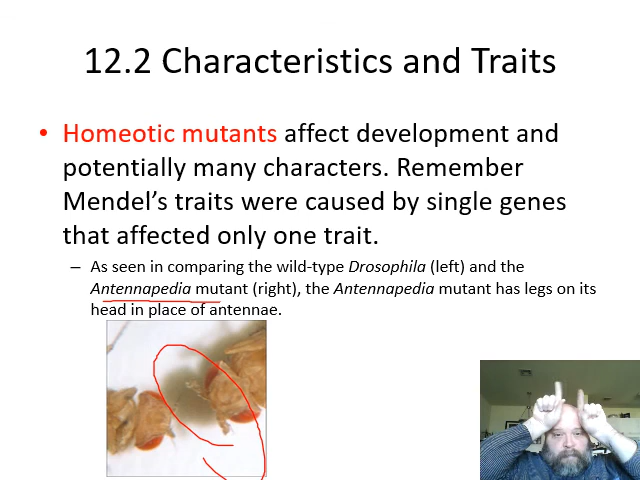 12.2 Characteristics and Traits
• Homeotic mutants affect development and
potentially many characters. Remember
Mendel's traits were caused by single genes
that affected only one trait.
– As seen in comparing the wild-type Drosophila (left) and the
Antennapedia mutant (right), the Antennapedia mutant has legs on its
head in place of antennae.